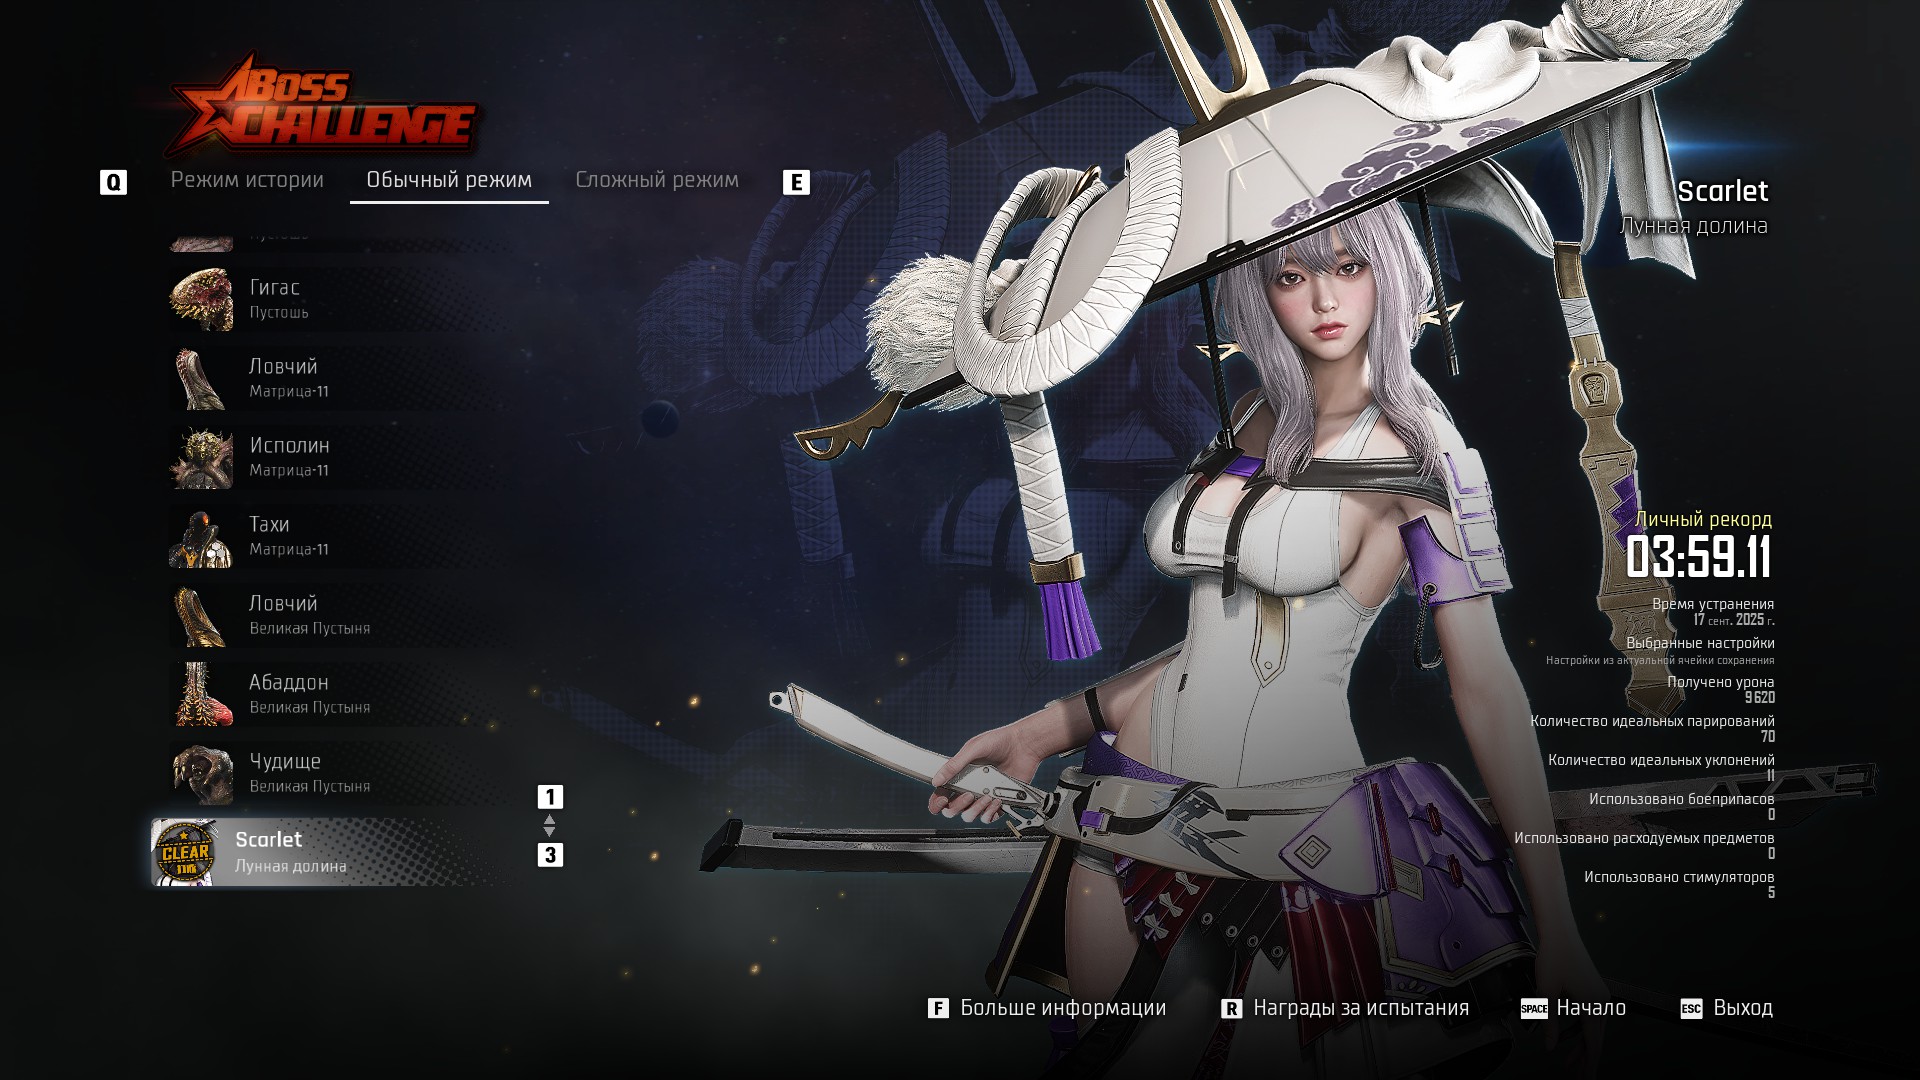 BOSS
CHALLENGE
Q
Режим истории
Обычный режим
Сложный режим
E
Гигас
Пустошь
Ловчий
Матрица-11
Исполин
Матрица-11
Тахи
Матрица-11
Ловчий
Великая Пустыня
Абаддон
Великая Пустыня
Чудище
Великая Пустыня
CLEAR
Scarlet
Лунная долина
1
3
Scarlet
Лунная долина
Личный рекорд
03:59.11
Время устранения
17 сент. 2025 г.
Выбранные настройки
Настройки из актуальной ячейки сохранения
Получено урона
9 620
Количество идеальных парирований
70
Количество идеальных уклонений
11
Использовано боеприпасов
0
Использовано расходуемых предметов
0
Использовано стимуляторов
5
F Больше информации
R Награды за испытания
SPACE Начало
ESC Выход